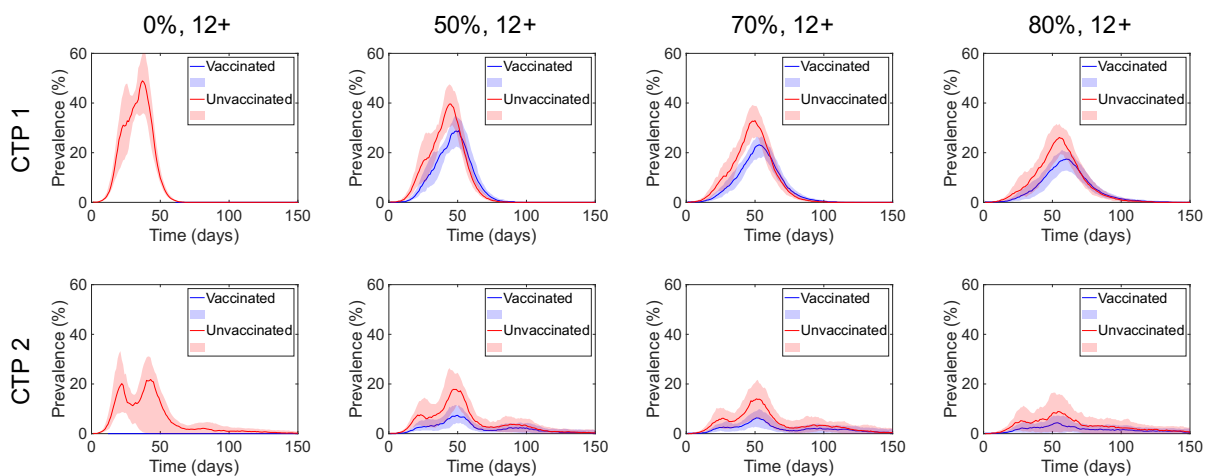 0%, 12+
50%, 12+
70%, 12+
80%, 12+
CTP 1
Prevalence (%)
60
40
20
0
0
50
100
150
Time (days)
Vaccinated
Unvaccinated
Prevalence (%)
60
40
20
0
0
50
100
150
Time (days)
Vaccinated
Unvaccinated
Prevalence (%)
60
40
20
0
0
50
100
150
Time (days)
Vaccinated
Unvaccinated
Prevalence (%)
60
40
20
0
0
50
100
150
Time (days)
Vaccinated
Unvaccinated
CTP 2
Prevalence (%)
60
40
20
0
0
50
100
150
Time (days)
Vaccinated
Unvaccinated
Prevalence (%)
60
40
20
0
0
50
100
150
Time (days)
Vaccinated
Unvaccinated
Prevalence (%)
60
40
20
0
0
50
100
150
Time (days)
Vaccinated
Unvaccinated
Prevalence (%)
60
40
20
0
0
50
100
150
Time (days)
Vaccinated
Unvaccinated